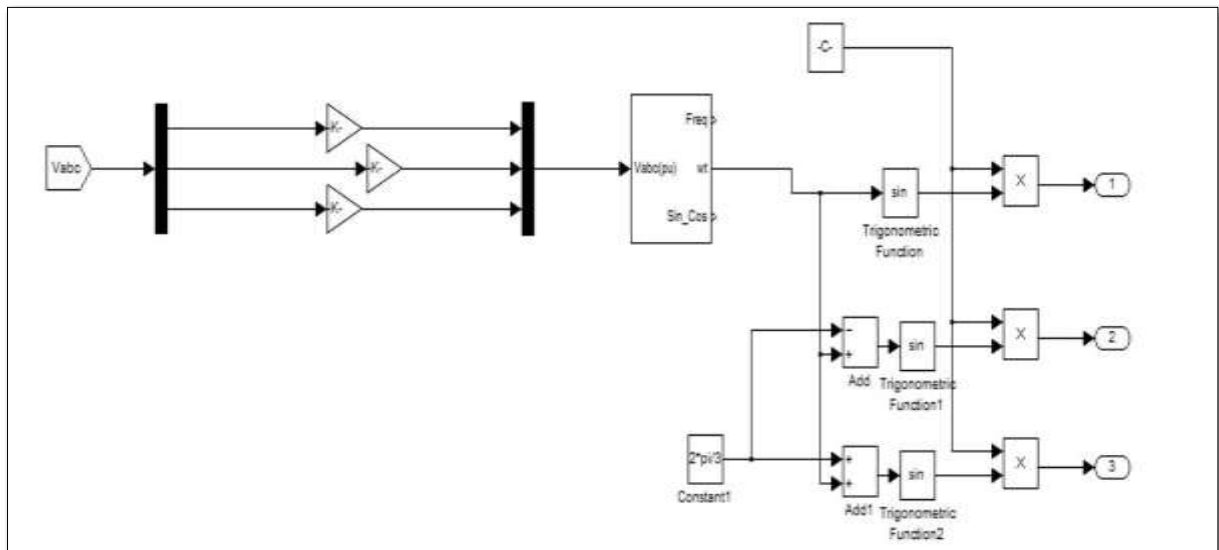 -C-
Vabc
K-
K-
K-
Vabc(pu)
Freq
wt
Sin_Cos
sin
Trigonometric
Function
X
1
Add
sin
Trigonometric
Function1
X
2
2*pi/3
Constant1
Add1
sin
Trigonometric
Function2
X
3